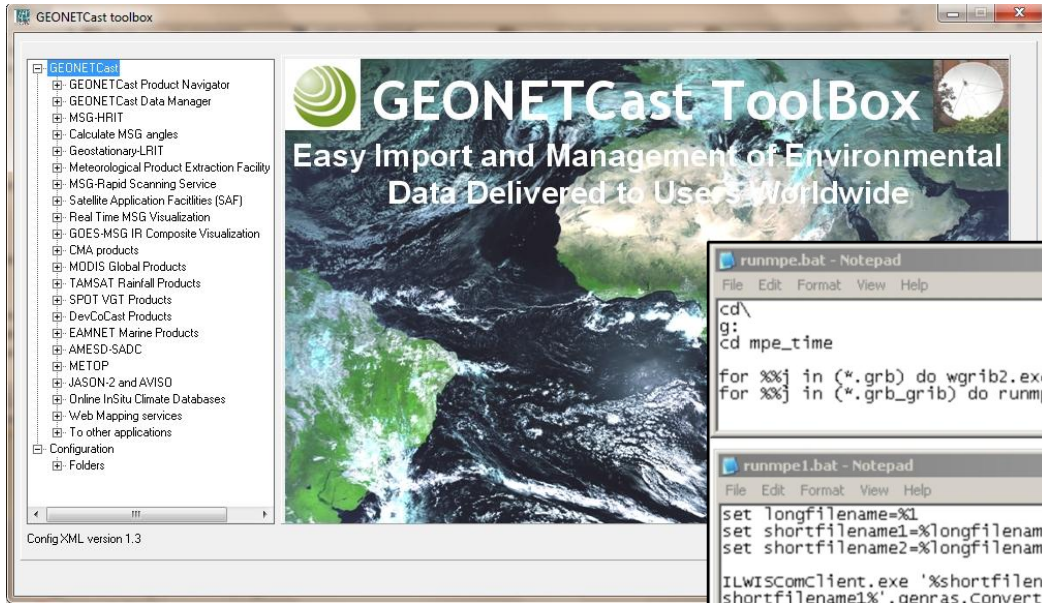 GEONETCast toolbox
GEONETCast
GEONETCast Product Navigator
GEONETCast Data Manager
MSG-HRIT
Calculate MSG angles
Geostationary-LRIT
Meteorological Product Extraction Facility
MSG-Rapid Scanning Service
Satellite Application Facitlities (SAF)
Real Time MSG Visualization
GOES-MSG IR Composite Visualization
CMA products
MODIS Global Products
TAMSAT Rainfall Products
SPOT VGT Products
DevCoCast Products
EAMNET Marine Products
AMESD-SADC
METOP
JASON-2 and AVISO
Online InSitu Climate Databases
Web Mapping services
To other applications
Configuration
Folders
Config XML version 1.3
GEONETCast ToolBox
Easy Import and Management of Environmental
Data Delivered to Users Worldwide
runmpe.bat - Notepad
File Edit Format View Help
cd\
g:
cd mpe_time
for %%j in (*.grb) do wgrib2.exe
for %%j in (*.grb_grib) do runmp
runmpe1.bat - Notepad
File Edit Format View Help
set longfilename=%1
set shortfilename1=%longfilenam
set shortfilename2=%longfilenam
ILWISComClient.exe '%shortfilen
shortfilename1%'.genras.Convert